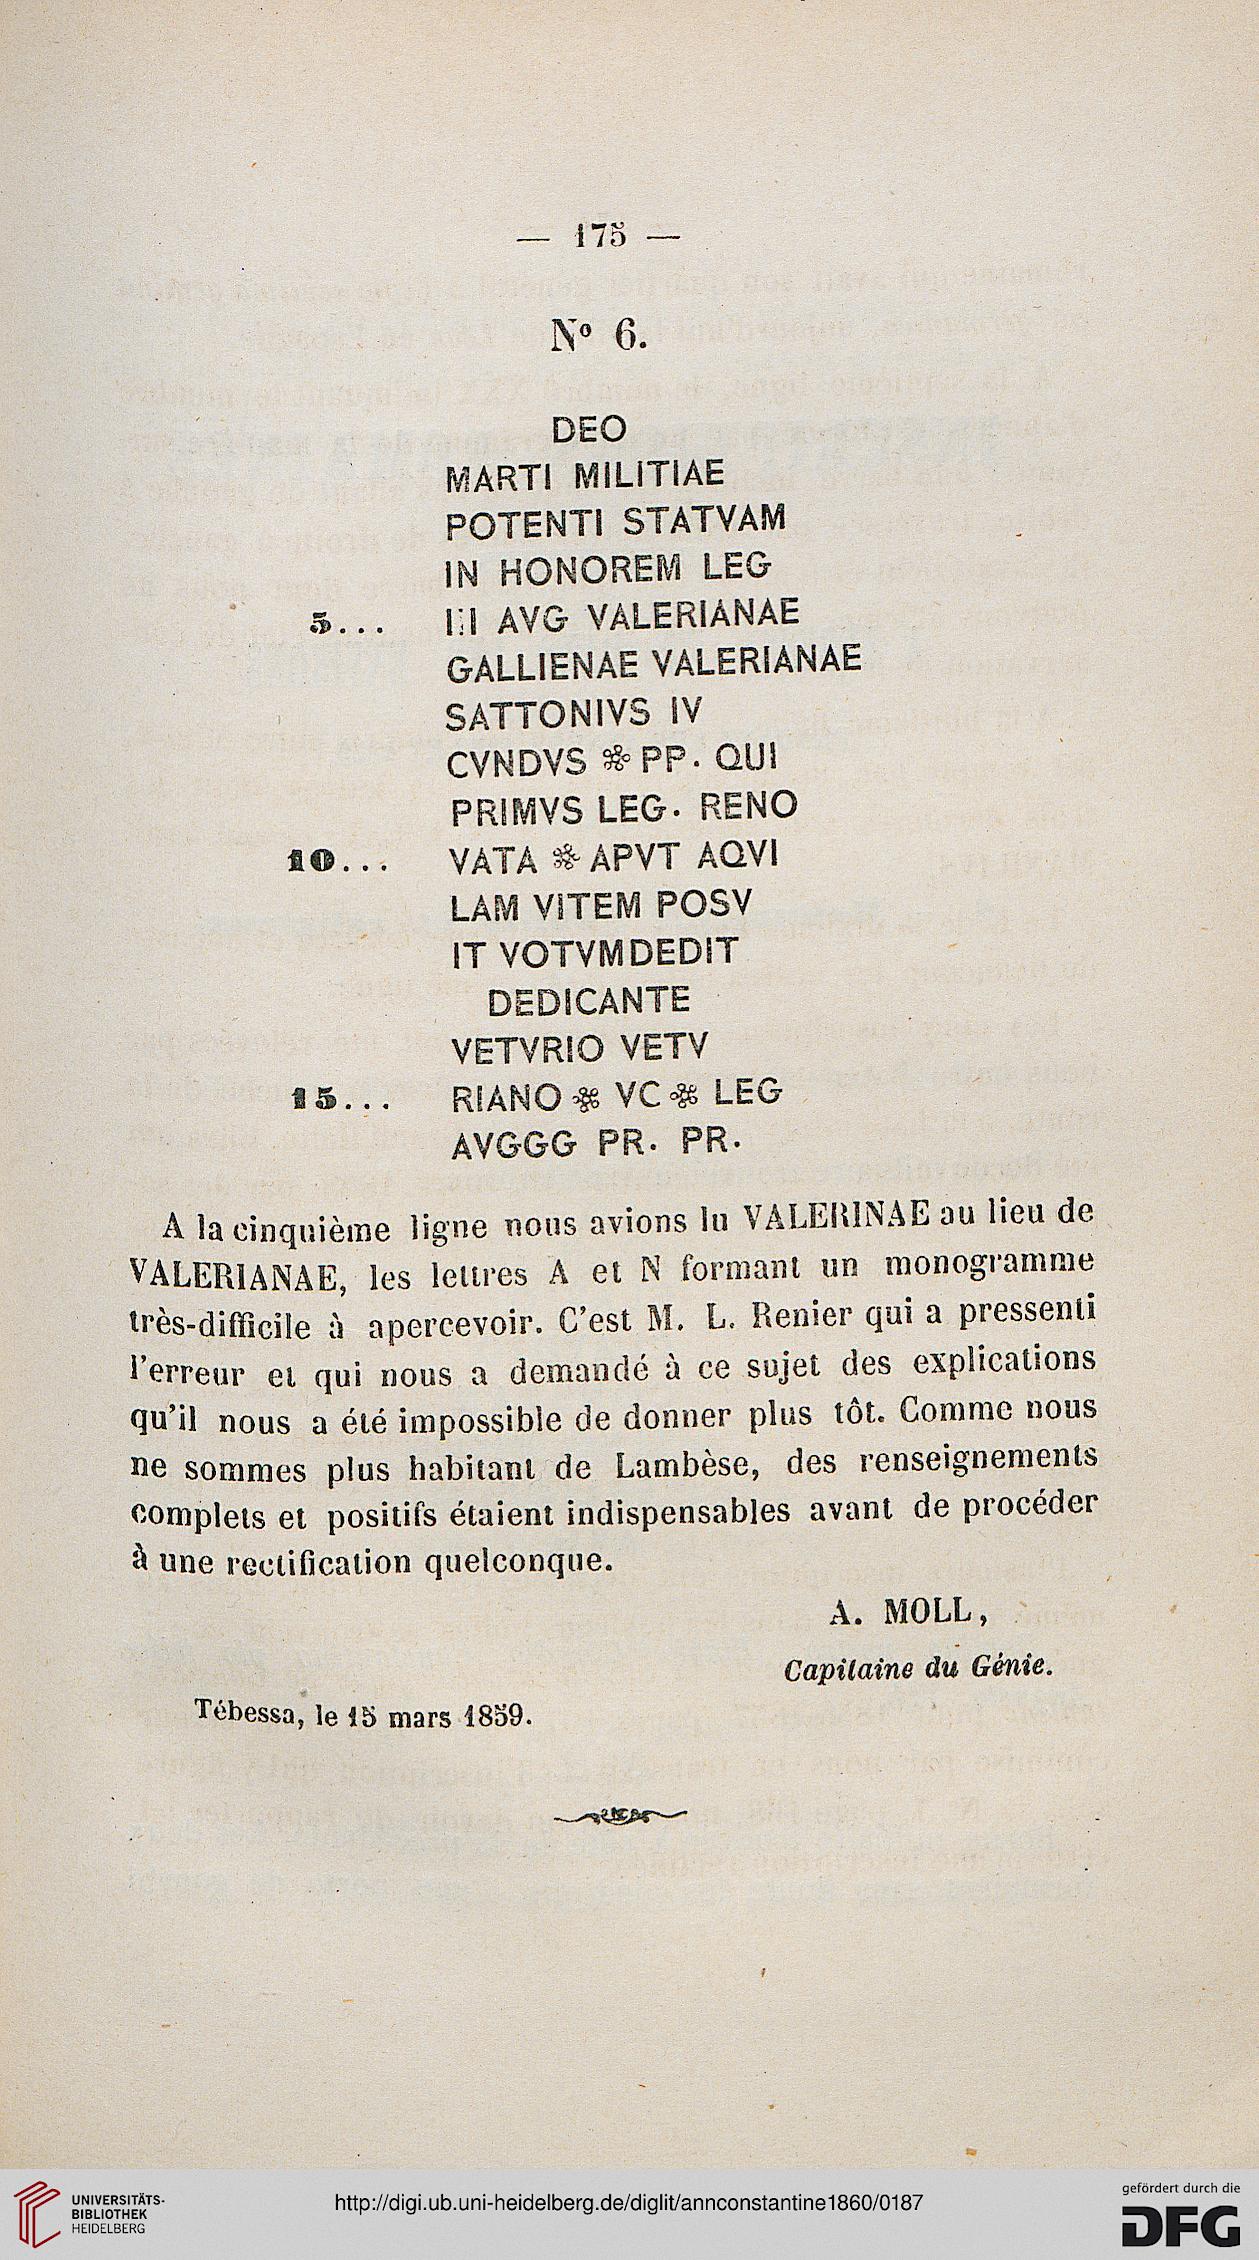 — 175 —
Nº 6.
DEO
MARTI MILITIAE
POTENTI STATVAM
IN HONOREM LEG
5... III AVG VALERIANAE
GALLIENAE VALERIANAE
SATTONIVS IV
CVNDVS ❀ PP. QUI
PRIMVS LEG. RENO
10... VATA ❀ APVT AQVI
LAM VITEM POSV
IT VOTVM DEDIT
DEDICANTE
VETVRIO VETV
15... RIANO ❀ VC ❀ LEG
AVGGG PR. PR.
A la cinquième ligne nous avions lu VALERINAE au lieu de
VALERIANAE, les lettres A et N formant un monogramme
très-difficile à apercevoir. C'est M. L. Renier qui a pressenti
l'erreur et qui nous a demandé à ce sujet des explications
qu'il nous a été impossible de donner plus tôt. Comme nous
ne sommes plus habitant de Lambèse, des renseignements
complets et positifs étaient indispensables avant de procéder
à une rectification quelconque.
A. MOLL,
Capitaine du Génie.
Tébessa, le 15 mars 1859.
UNIVERSITÄTS-
BIBLIOTHEK
HEIDELBERG
http://digi.ub.uni-heidelberg.de/diglit/annconstantine1860/0187
gefördert durch die
DFG